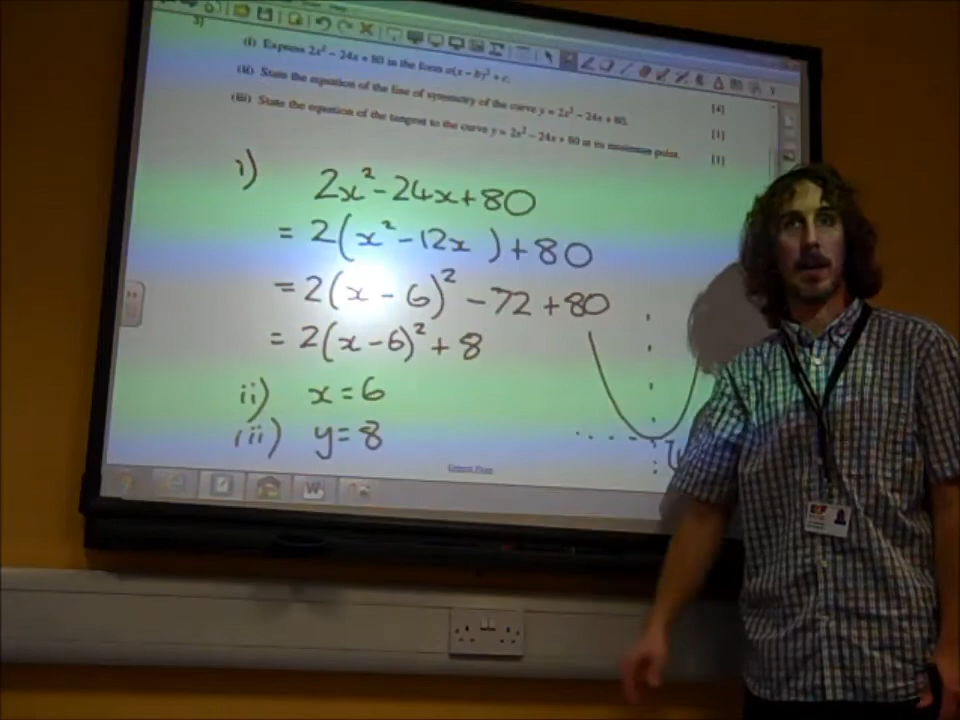 3)
(i) Express 2x² − 24x + 80 in the form a(x − b)² + c. [4]
(ii) State the equation of the line of symmetry of the curve y = 2x² − 24x + 80. [1]
(iii) State the equation of the tangent to the curve y = 2x² − 24x + 80 at its minimum point. [1]
i) 2x² - 24x + 80
= 2(x² - 12x ) + 80
= 2(x - 6)² - 72 + 80
= 2(x - 6)² + 8
ii) x = 6
iii) y = 8